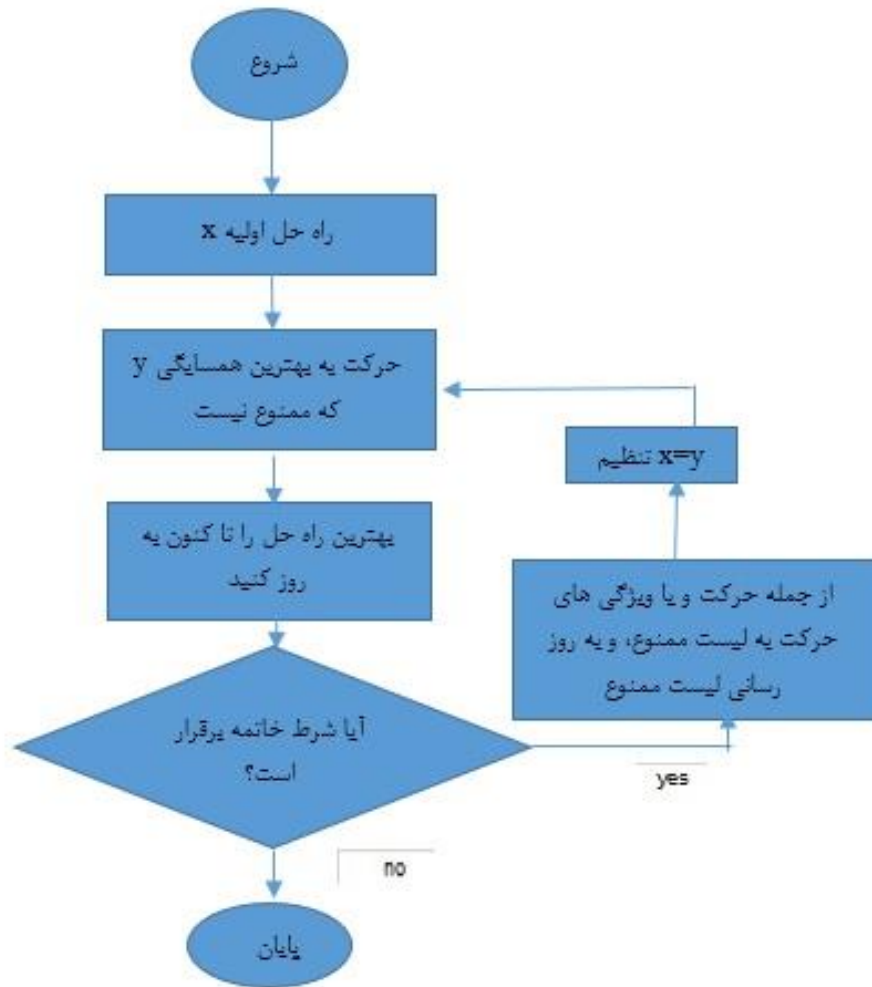 شروع
راه حل اولیه x
حرکت به بهترین همسایگی y
که ممنوع نیست
بهترین راه حل را تا کنون به
روز کنید
آیا شرط خاتمه برقرار
است؟
yes
no
پایان
x=y تنظیم
از جمله حرکت و یا ویژگی های
حرکت به لیست ممنوع، و به روز
رسانی لیست ممنوع